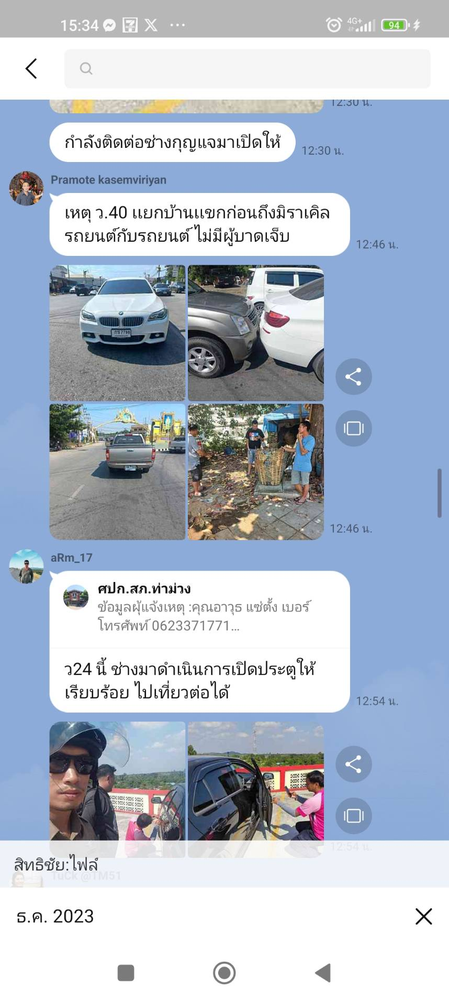 15:34
4G+
94
12:30 น.
กำลังติดต่อช่างกุญแจมาเปิดให้
12:30 น.
Pramote kasemviriyan
เหตุ ว.40 แยกบ้านแขกก่อนถึงมิราเคิล
รถยนต์กับรถยนต์ ไม่มีผู้บาดเจ็บ
12:46 น.
7798
12:46 น.
aRm_17
ศปก.สภ.ท่าม่วง
ข้อมูลผุ้แจ้งเหตุ :คุณอาวุธ แซ่ตั้ง เบอร์
โทรศัพท์ 0623371771...
ว24 นี้ ช่างมาดำเนินการเปิดประตูให้
เรียบร้อย ไปเที่ยวต่อได้
12:54 น.
12:54 น.
สิทธิชัย:ไฟล์
TuCk @TM51
ธ.ค. 2023